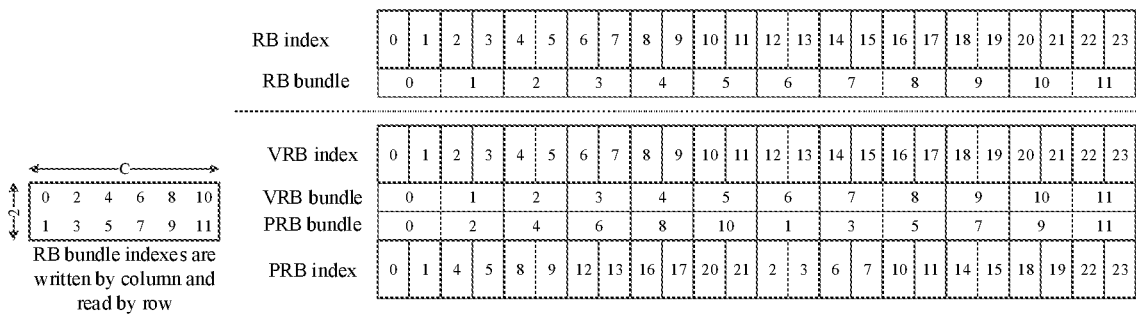 RB index 0 1 2 3 4 5 6 7 8 9 10 11 12 13 14 15 16 17 18 19 20 21 22 23
RB bundle 0 1 2 3 4 5 6 7 8 9 10 11
VRB index 0 1 2 3 4 5 6 7 8 9 10 11 12 13 14 15 16 17 18 19 20 21 22 23
VRB bundle 0 1 2 3 4 5 6 7 8 9 10 11
PRB bundle 0 2 4 6 8 10 1 3 5 7 9 11
PRB index 0 1 4 5 8 9 12 13 16 17 20 21 2 3 6 7 10 11 14 15 18 19 22 23
C
2
0 2 4 6 8 10
1 3 5 7 9 11
RB bundle indexes are
written by column and
read by row